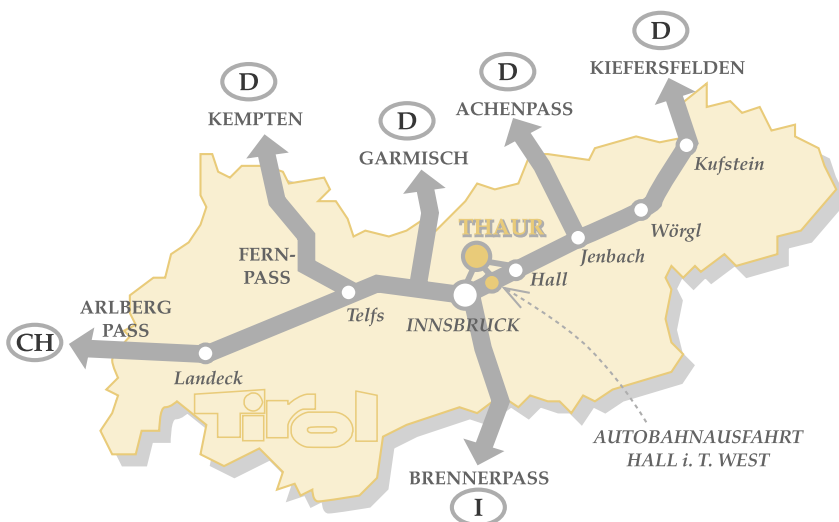 D
KIEFERSFELDEN
D
ACHENPASS
D
KEMPTEN
D
GARMISCH
Kufstein
Wörgl
THAUR
Jenbach
Hall
FERN-
PASS
Telfs
INNSBRUCK
ARLBERG
PASS
CH
Landeck
Tirol
AUTOBAHNAUSFAHRT
HALL i. T. WEST
BRENNERPASS
I